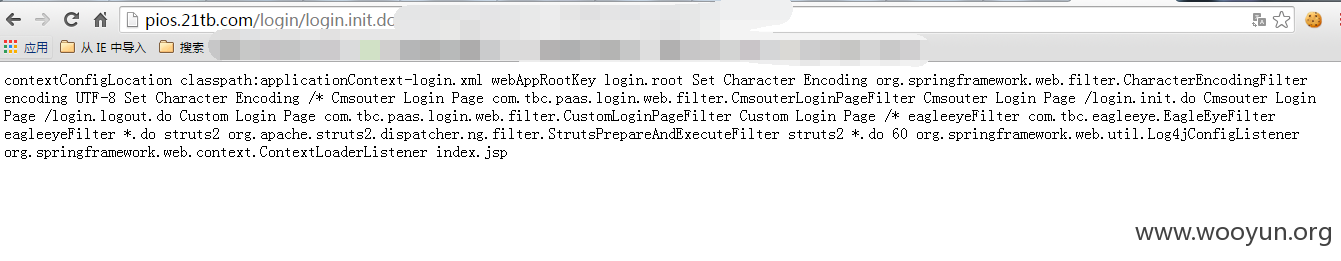 pios.21tb.com/login/login.init.dc
应用 从 IE 中导入 搜索
contextConfigLocation classpath:applicationContext-login.xml webAppRootKey login.root Set Character Encoding org.springframework.web.filter.CharacterEncodingFilter
encoding UTF-8 Set Character Encoding /* Cmsouter Login Page com.tbc.paas.login.web.filter.CmsouterLoginPageFilter Cmsouter Login Page /login.init.do Cmsouter Login
Page /login.logout.do Custom Login Page com.tbc.paas.login.web.filter.CustomLoginPageFilter Custom Login Page /* eagleeyeFilter com.tbc.eagleeye.EagleEyeFilter
eagleeyeFilter *.do struts2 org.apache.struts2.dispatcher.ng.filter.StrutsPrepareAndExecuteFilter struts2 *.do 60 org.springframework.web.util.Log4jConfigListener
org.springframework.web.context.ContextLoaderListener index.jsp
www.wooyun.org